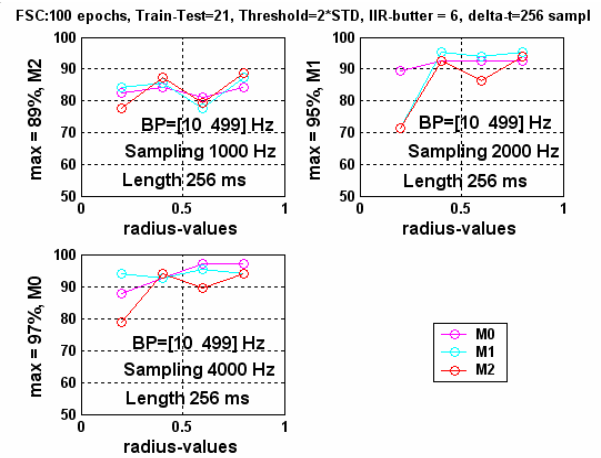 FSC:100 epochs, Train-Test=21, Threshold=2*STD, IIR-butter = 6, delta-t=256 sampl
max = 89%, M2
100
90
80
70
60
50
BP=[10 499] Hz
Sampling 1000 Hz
Length 256 ms
0
0.5
1
radius-values
max = 95%, M1
100
90
80
70
60
50
BP=[10 499] Hz
Sampling 2000 Hz
Length 256 ms
0
0.5
1
radius-values
max = 97%, M0
100
90
80
70
60
50
BP=[10 499] Hz
Sampling 4000 Hz
Length 256 ms
0
0.5
1
radius-values
M0
M1
M2